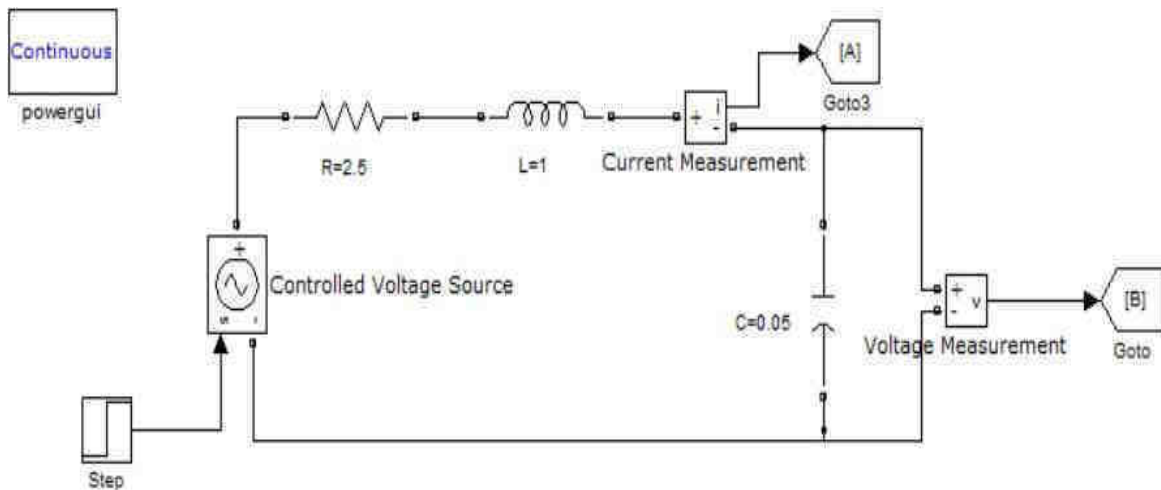 Continuous
powergui
[A]
Goto3
+ i -
R=2.5
L=1
Current Measurement
+
Controlled Voltage Source
s -
C=0.05
+ - v
Voltage Measurement
[B]
Goto
Step